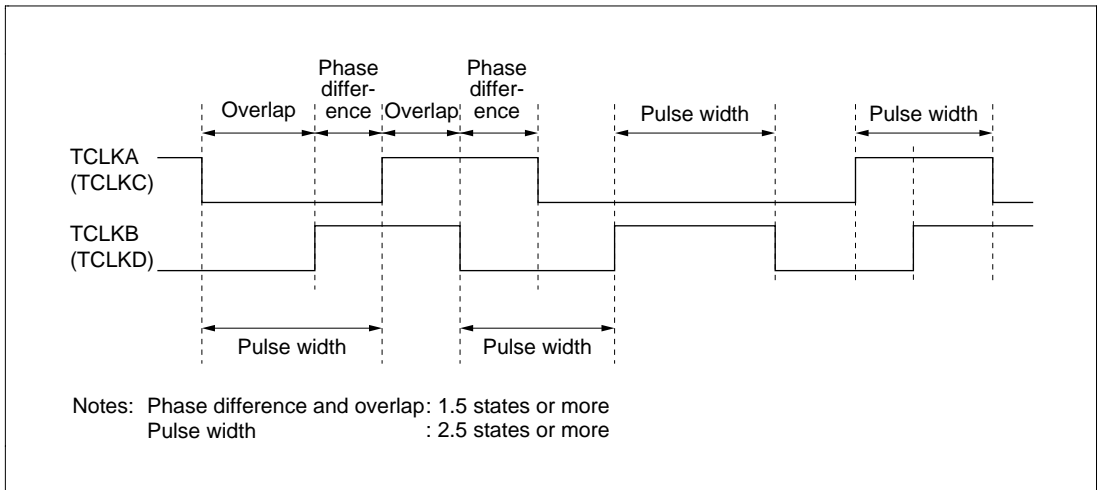 Phase
differ-
ence
Phase
differ-
ence
Overlap
Overlap
Pulse width
Pulse width
TCLKA
(TCLKC)
TCLKB
(TCLKD)
Pulse width
Pulse width
Notes: Phase difference and overlap : 1.5 states or more
Pulse width : 2.5 states or more